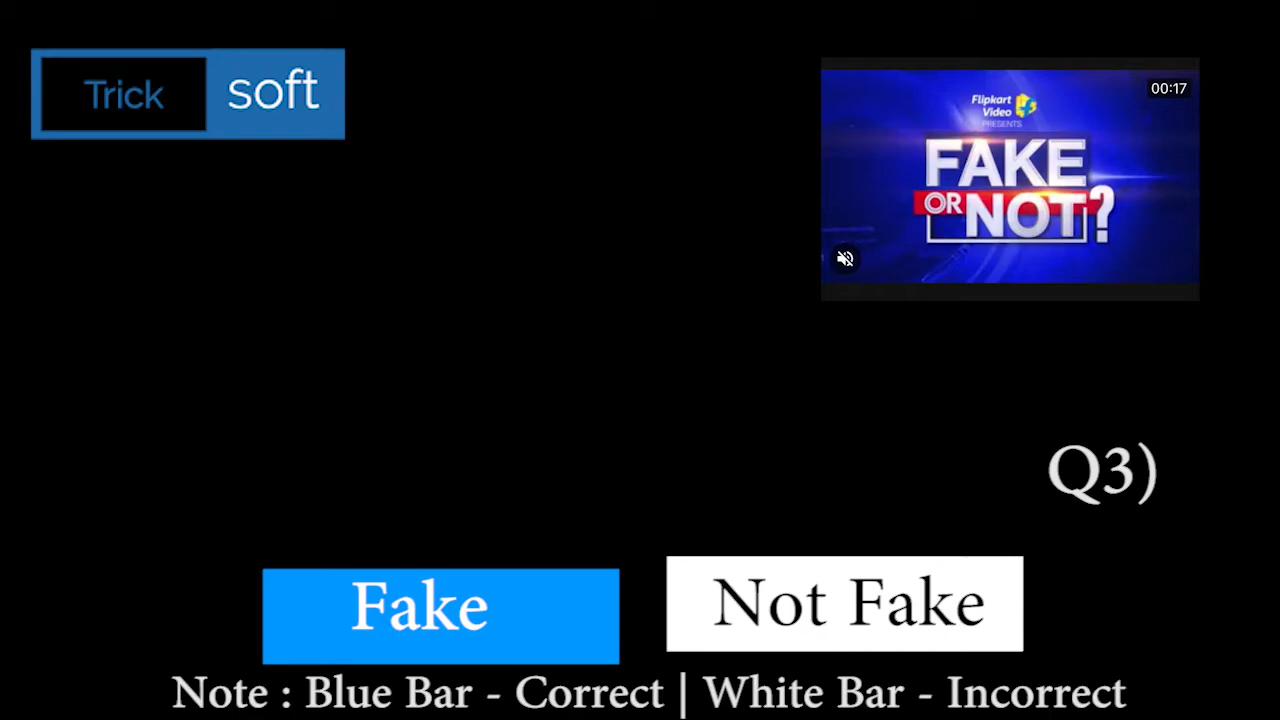 Trick soft
00:17
Flipkart
Video
PRESENTS
FAKE
OR NOT?
Q3)
Fake
Not Fake
Note : Blue Bar - Correct | White Bar - Incorrect